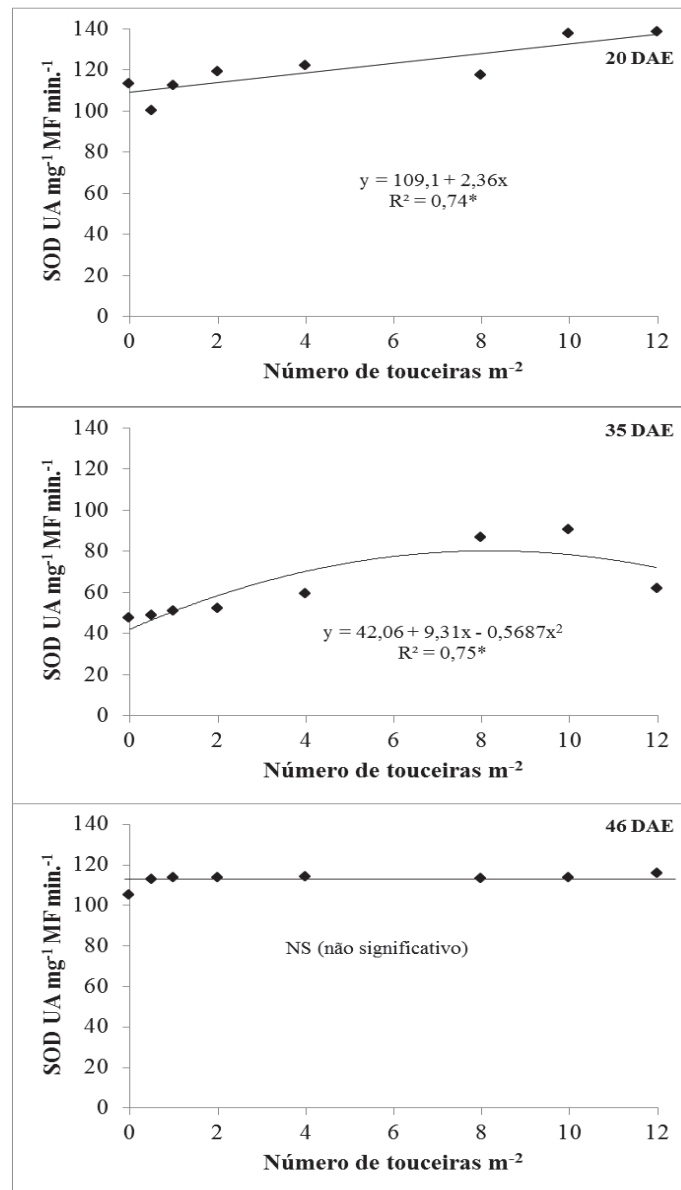 140
120
100
80
60
40
20
0
SOD UA mg⁻¹ MF min.⁻¹
20 DAE
y = 109,1 + 2,36x
R² = 0,74*
0 2 4 6 8 10 12
Número de touceiras m⁻²
140
120
100
80
60
40
20
0
SOD UA mg⁻¹ MF min.⁻¹
35 DAE
y = 42,06 + 9,31x - 0,5687x²
R² = 0,75*
0 2 4 6 8 10 12
Número de touceiras m⁻²
140
120
100
80
60
40
20
0
SOD UA mg⁻¹ MF min.⁻¹
46 DAE
NS (não significativo)
0 2 4 6 8 10 12
Número de touceiras m⁻²